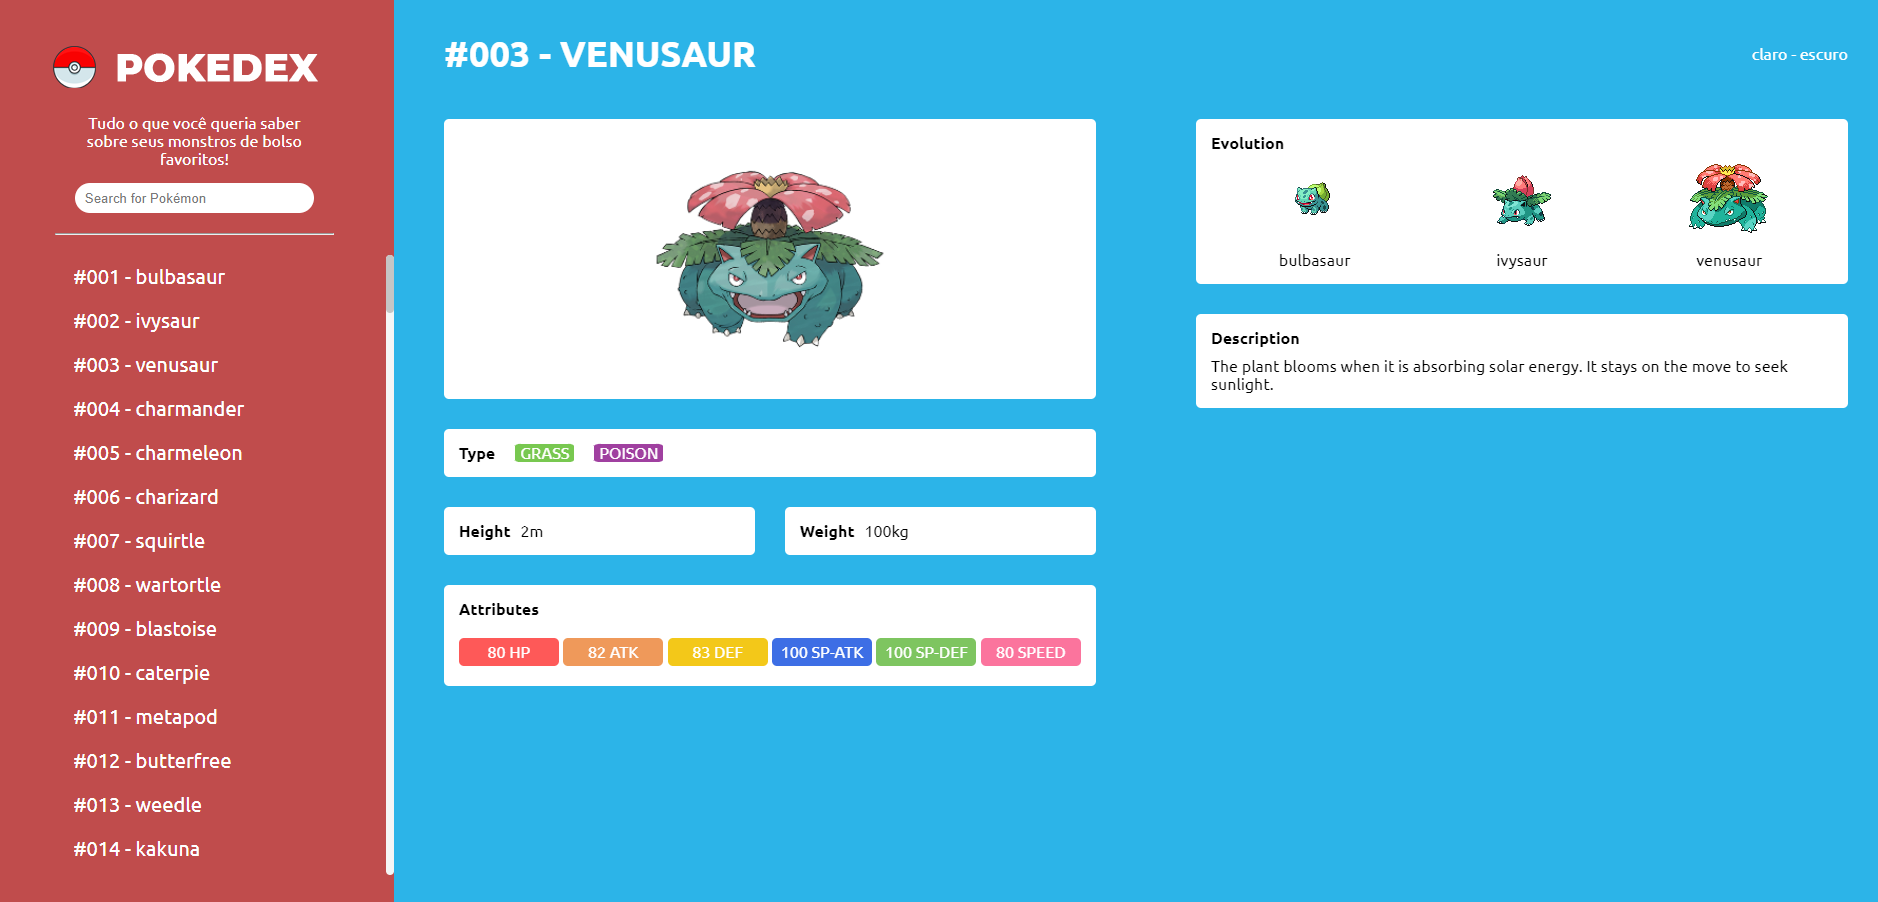 POKEDEX
Tudo o que você queria saber
sobre seus monstros de bolso
favoritos!
Search for Pokémon
#001 - bulbasaur
#002 - ivysaur
#003 - venusaur
#004 - charmander
#005 - charmeleon
#006 - charizard
#007 - squirtle
#008 - wartortle
#009 - blastoise
#010 - caterpie
#011 - metapod
#012 - butterfree
#013 - weedle
#014 - kakuna
#003 - VENUSAUR
claro - escuro
Type GRASS POISON
Height 2m
Weight 100kg
Attributes
80 HP 82 ATK 83 DEF 100 SP-ATK 100 SP-DEF 80 SPEED
Evolution
bulbasaur ivysaur venusaur
Description
The plant blooms when it is absorbing solar energy. It stays on the move to seek
sunlight.